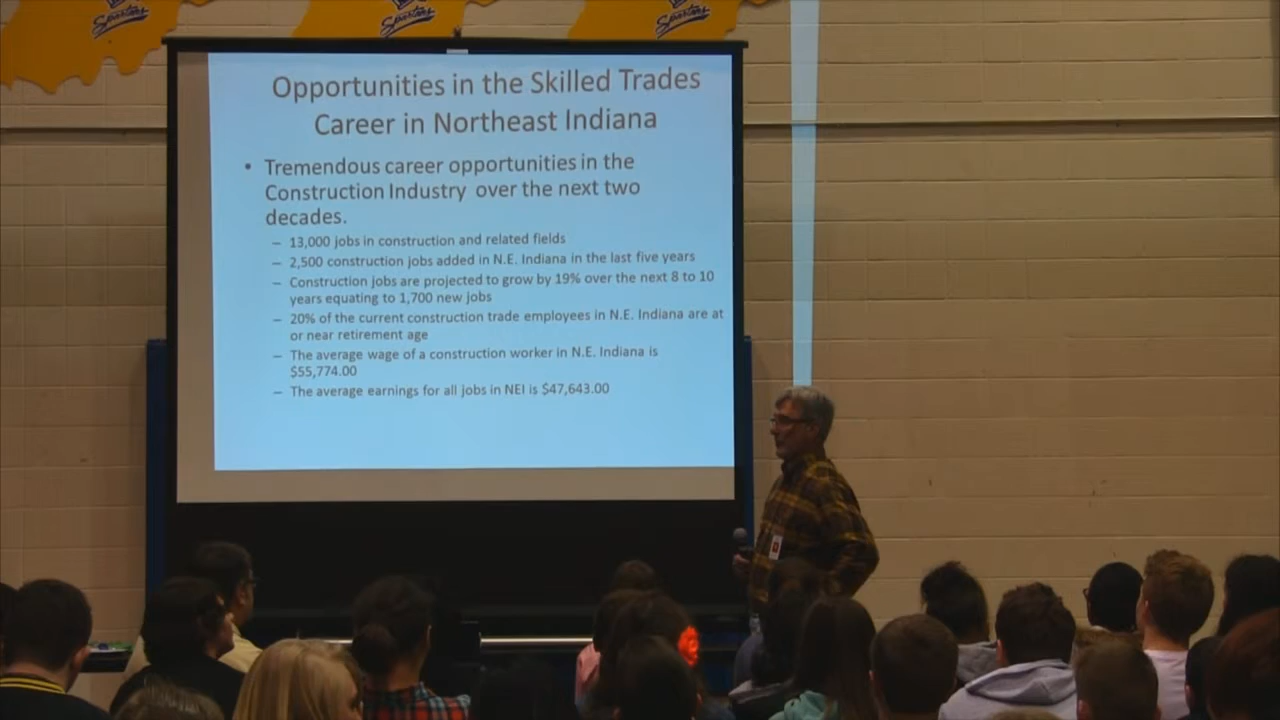 Spartans
Spartans
Spartans
Opportunities in the Skilled Trades
Career in Northeast Indiana
• Tremendous career opportunities in the
Construction Industry over the next two
decades.
– 13,000 jobs in construction and related fields
– 2,500 construction jobs added in N.E. Indiana in the last five years
– Construction jobs are projected to grow by 19% over the next 8 to 10
years equating to 1,700 new jobs
– 20% of the current construction trade employees in N.E. Indiana are at
or near retirement age
– The average wage of a construction worker in N.E. Indiana is
$55,774.00
– The average earnings for all jobs in NEI is $47,643.00